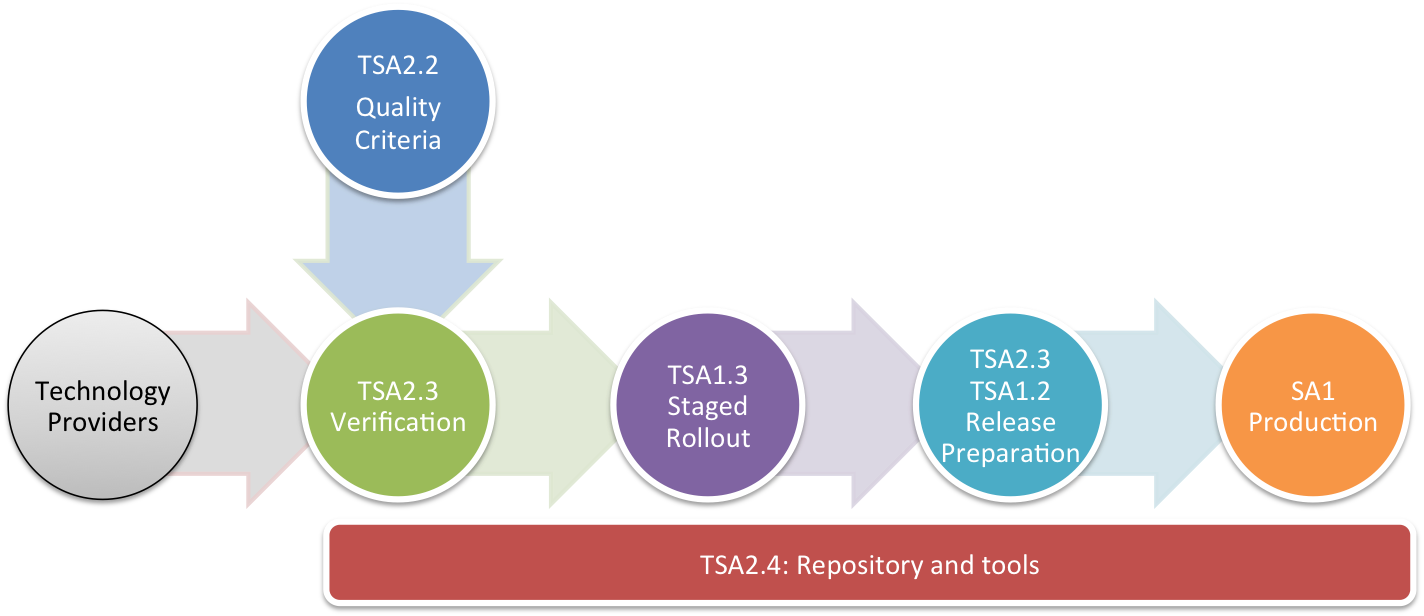 TSA2.2
Quality
Criteria
Technology
Providers
TSA2.3
Verification
TSA1.3
Staged
Rollout
TSA2.3
TSA1.2
Release
Preparation
SA1
Production
TSA2.4: Repository and tools